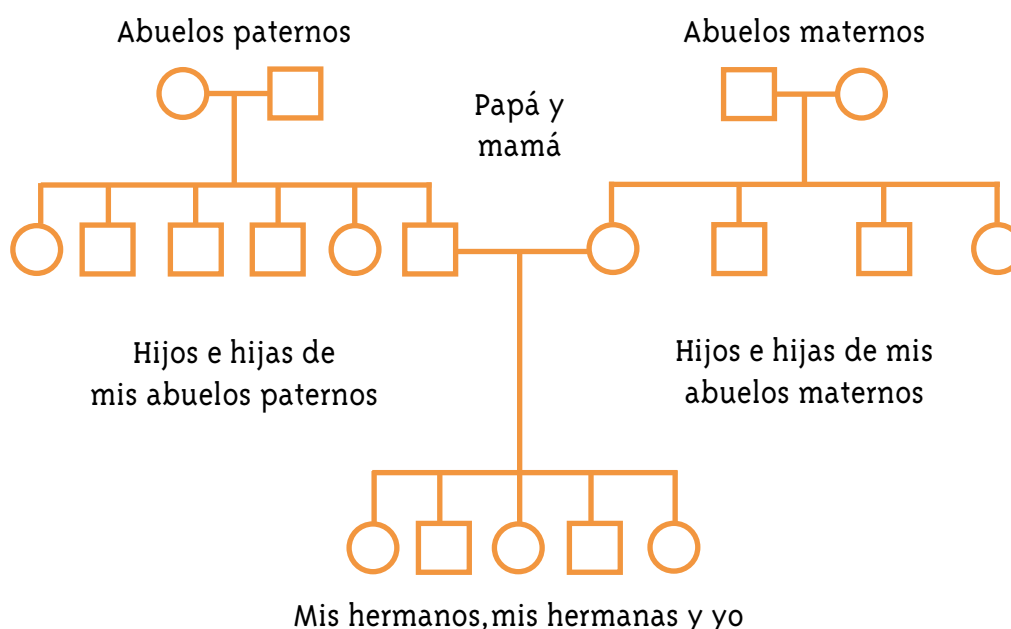 Abuelos paternos
Abuelos maternos
Papá y
mamá
Hijos e hijas de
mis abuelos paternos
Hijos e hijas de mis
abuelos maternos
Mis hermanos, mis hermanas y yo